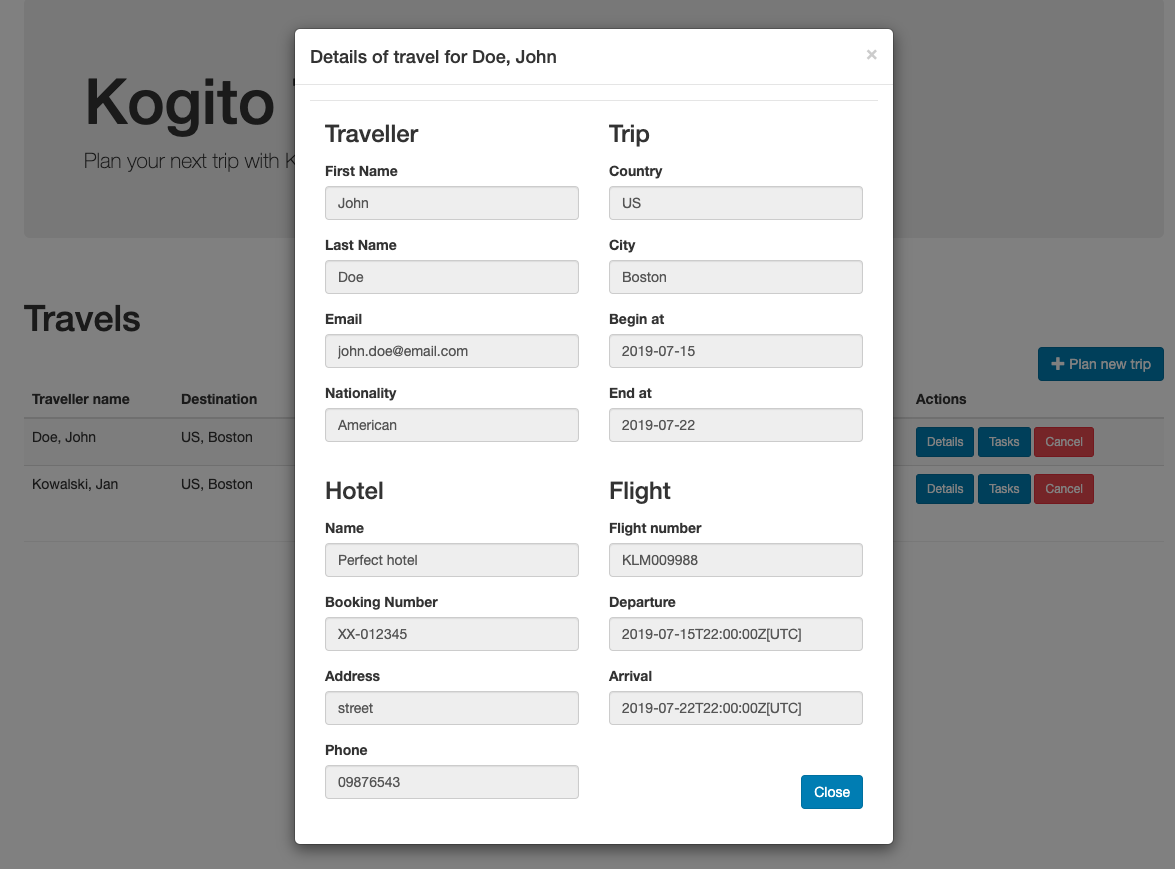 Details of travel for Doe, John ×
Kogito
Plan your next trip with
Traveller
First Name
John
Last Name
Doe
Email
john.doe@email.com
Nationality
American
Trip
Country
US
City
Boston
Begin at
2019-07-15
End at
2019-07-22
Hotel
Name
Perfect hotel
Booking Number
XX-012345
Address
street
Phone
09876543
Flight
Flight number
KLM009988
Departure
2019-07-15T22:00:00Z[UTC]
Arrival
2019-07-22T22:00:00Z[UTC]
Close
Travels
Plan new trip
Traveller name Destination Actions
Doe, John US, Boston Details Tasks Cancel
Kowalski, Jan US, Boston Details Tasks Cancel